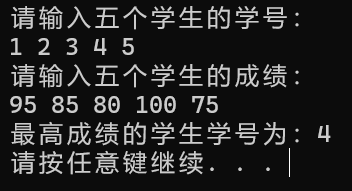 请输入五个学生的学号：
1 2 3 4 5
请输入五个学生的成绩：
95 85 80 100 75
最高成绩的学生学号为：4
请按任意键继续. . .